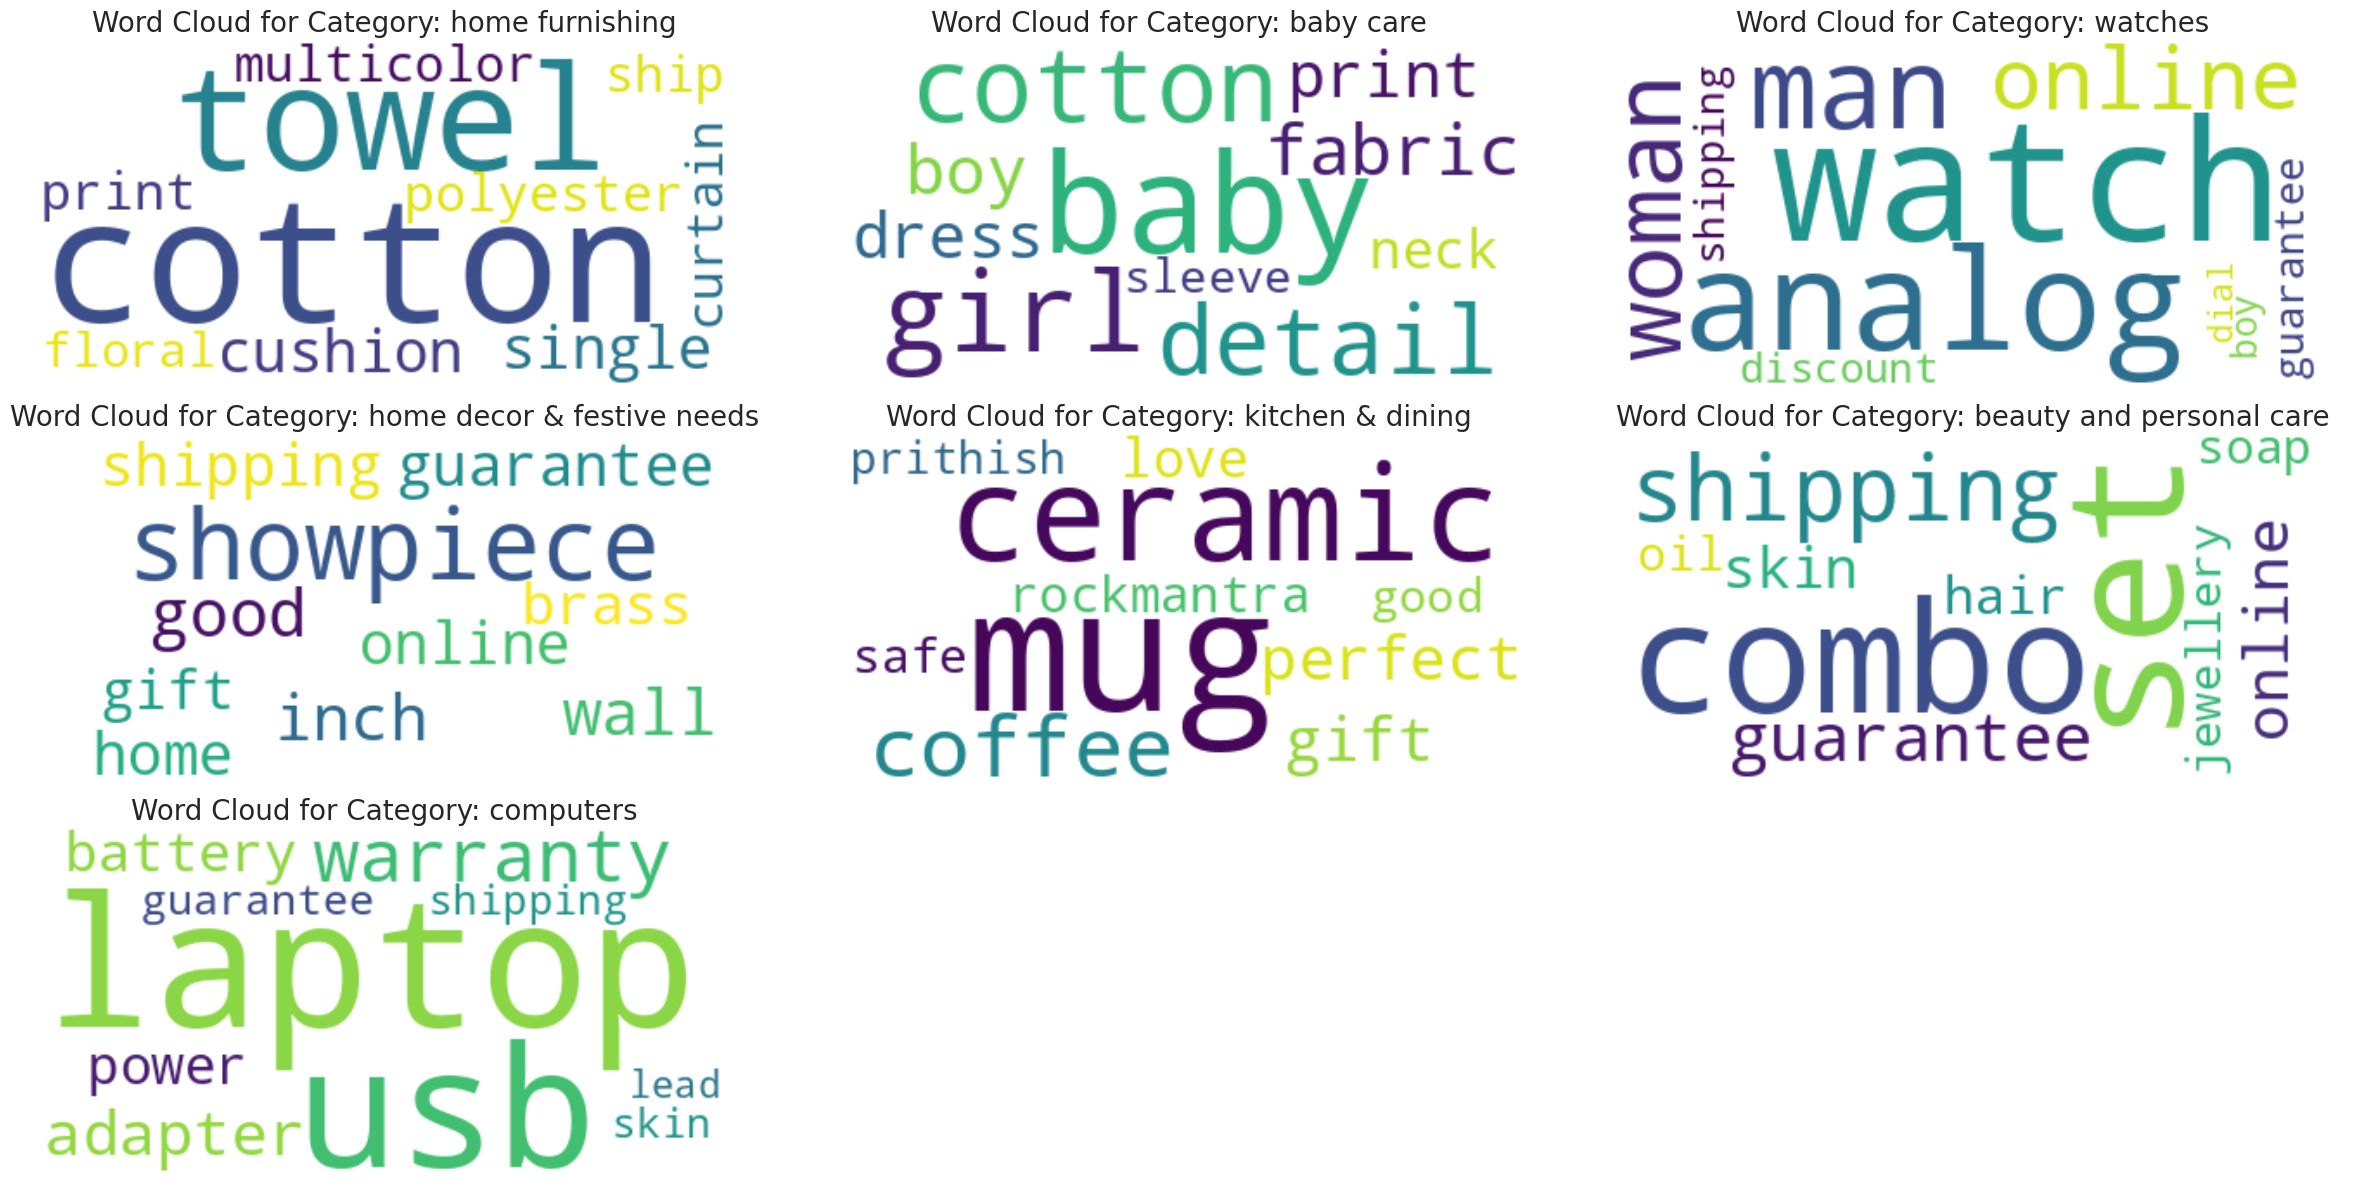 Word Cloud for Category: home furnishing
multicolor
ship
towel
print
polyester
curtain
cotton
floral
cushion
single
Word Cloud for Category: baby care
cotton
print
fabric
boy
baby
dress
neck
sleeve
girl
detail
Word Cloud for Category: watches
woman
shipping
man
online
watch
guarantee
analog
dial
boy
discount
Word Cloud for Category: home decor & festive needs
shipping
guarantee
showpiece
good
brass
online
gift
inch
wall
home
Word Cloud for Category: kitchen & dining
prithish
love
ceramic
rockmantra
good
mug
safe
perfect
coffee
gift
Word Cloud for Category: beauty and personal care
soap
shipping
set
oil
skin
hair
jewellery
online
combo
guarantee
Word Cloud for Category: computers
battery
warranty
guarantee
shipping
laptop
power
usb
lead
adapter
skin